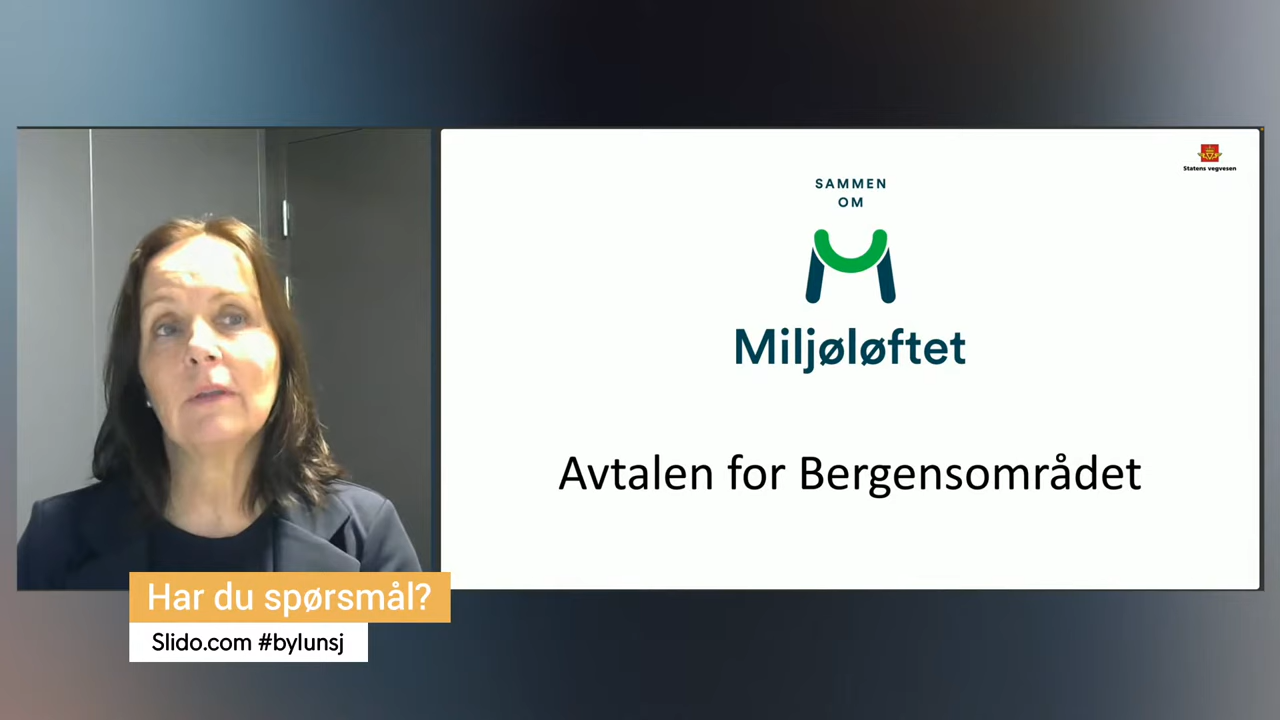 Statens vegvesen
SAMMEN
OM
Miljøløftet
Avtalen for Bergensområdet
Har du spørsmål?
Slido.com #bylunsj